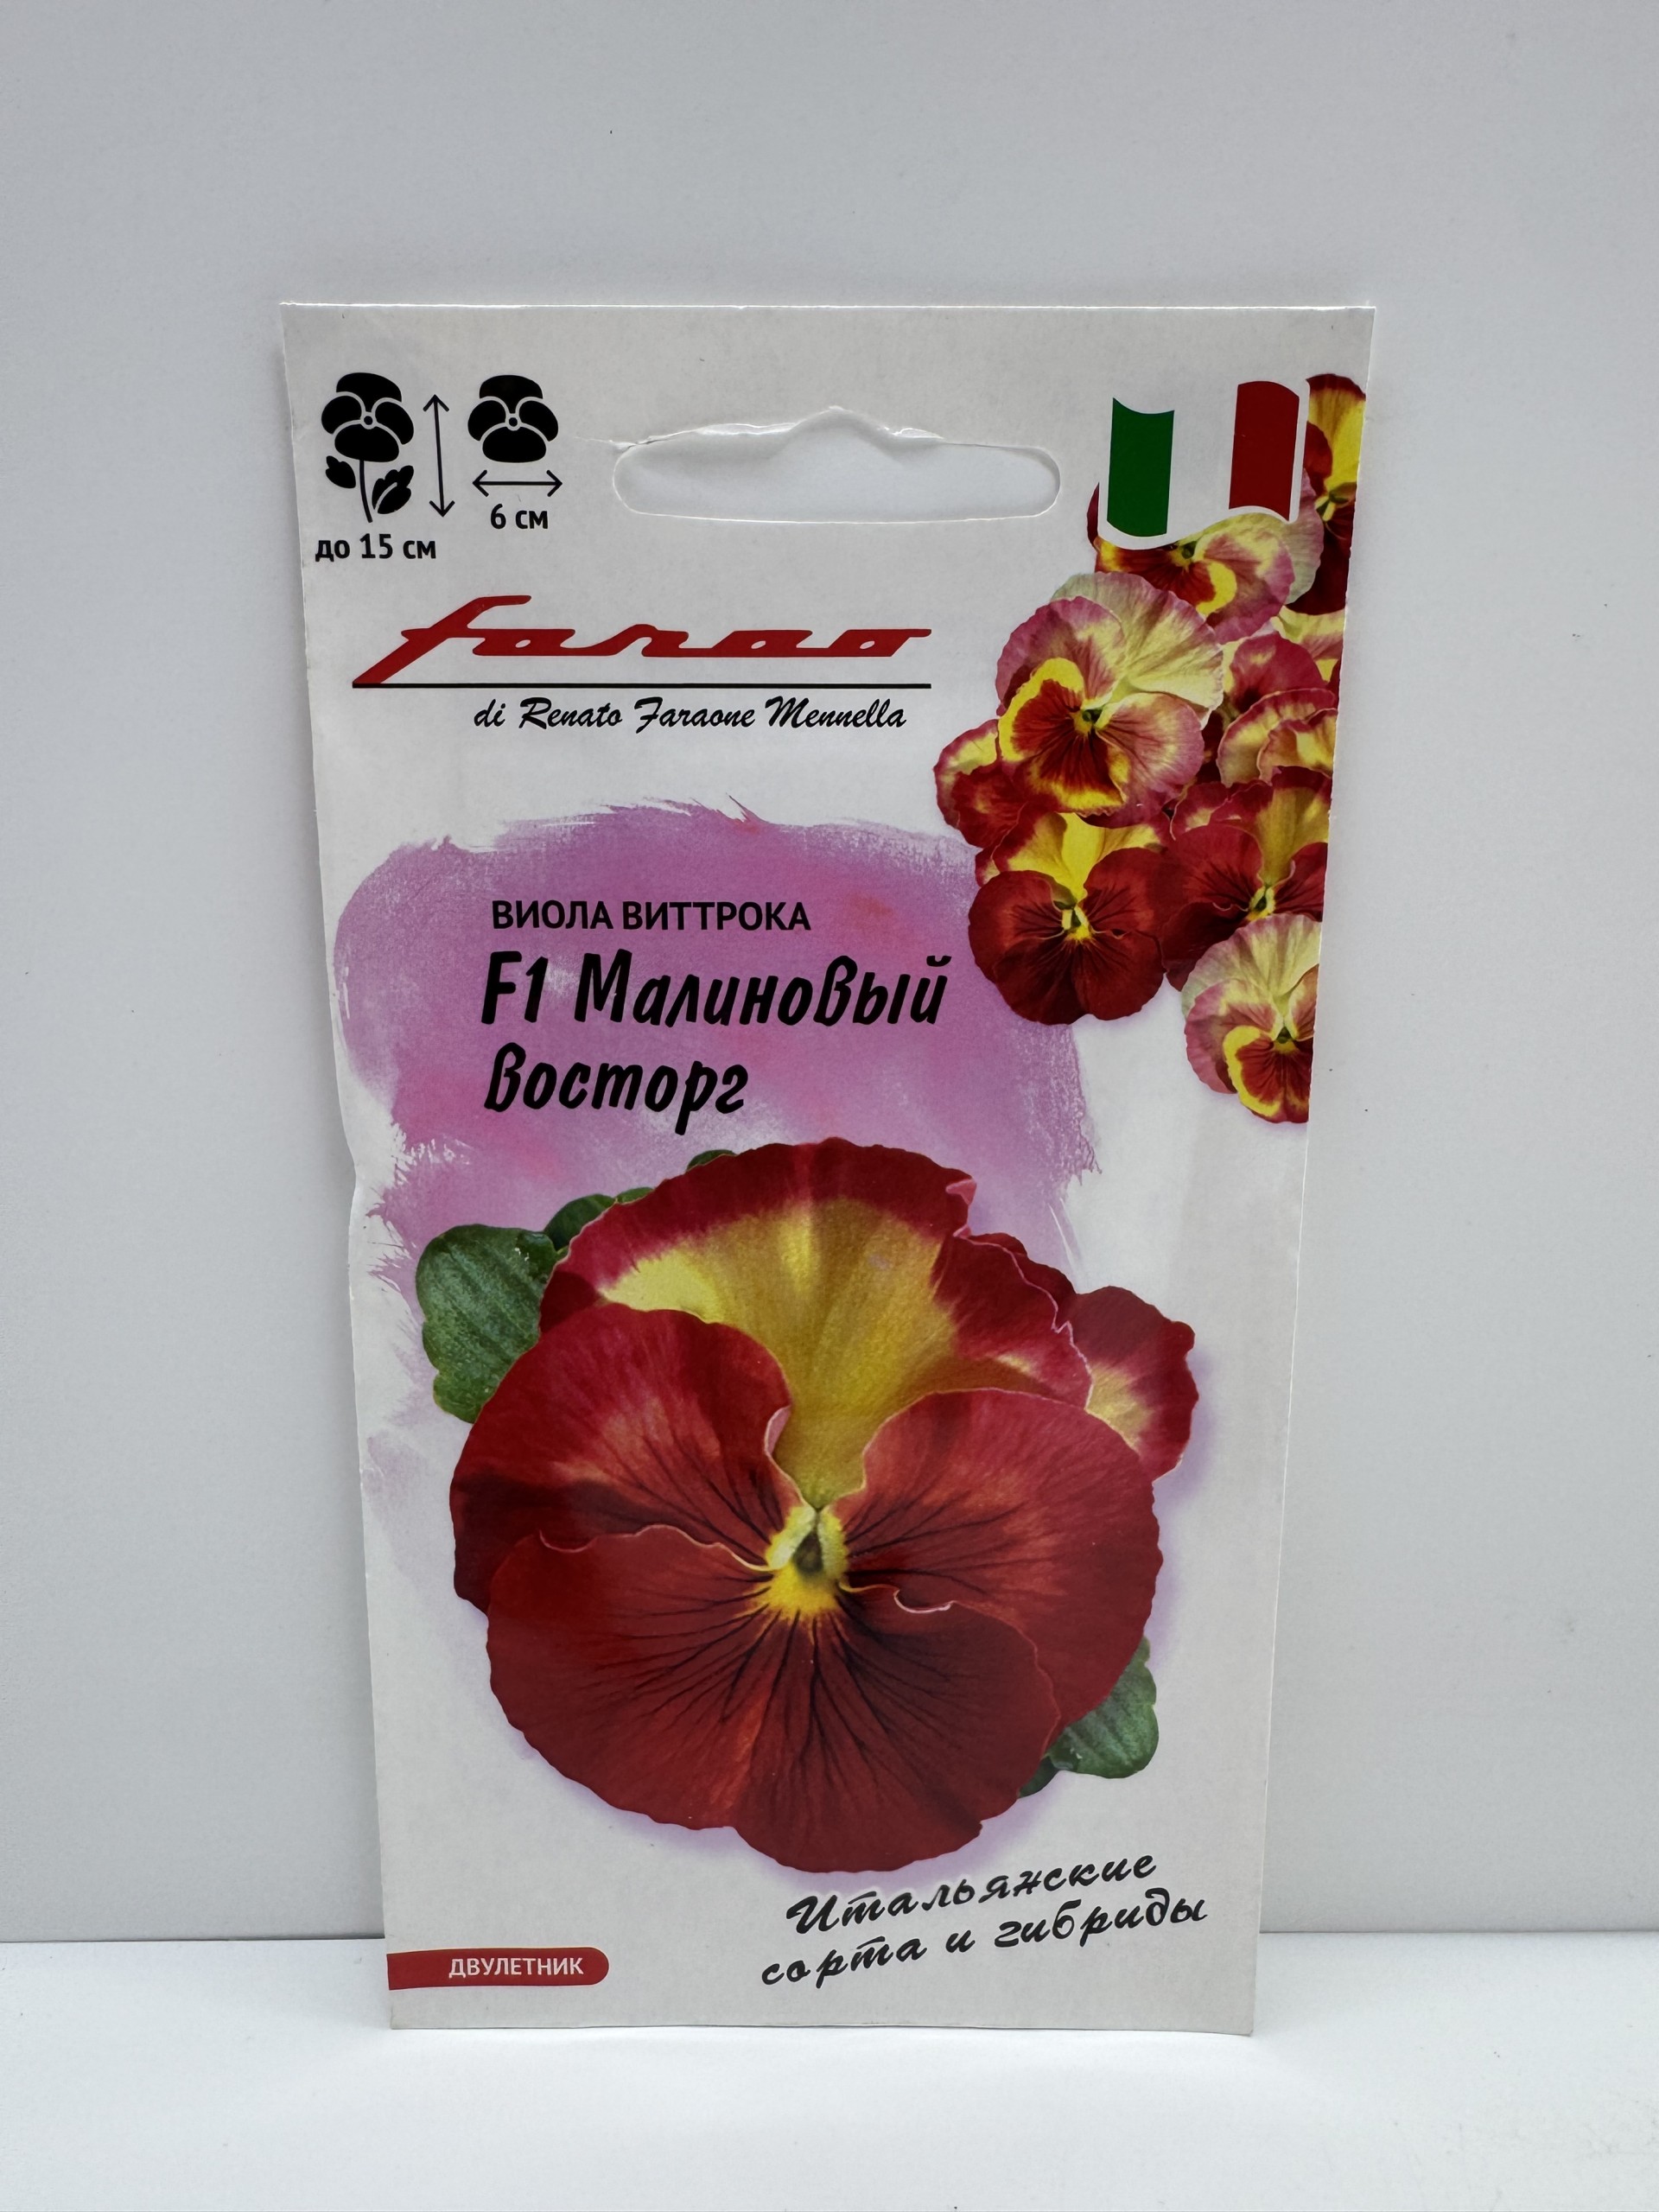 до 15 см
6 см
farao
di Renato Faraone Mennella
ВИОЛА ВИТТРОКА
F1 Малиновый
восторг
Итальянские
сорта и гибриды
ДВУЛЕТНИК